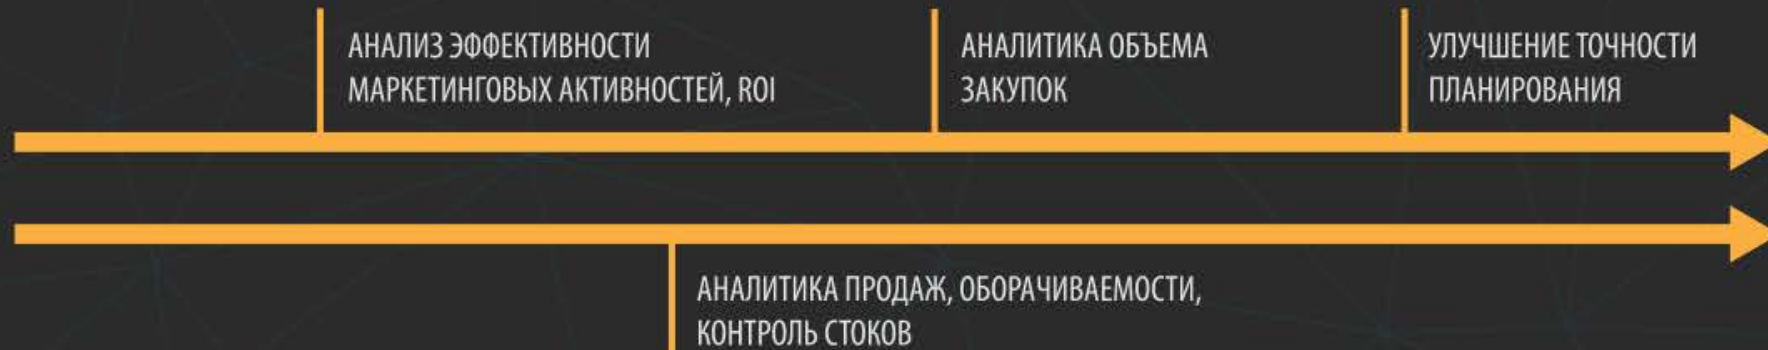 АНАЛИЗ ЭФФЕКТИВНОСТИ
МАРКЕТИНГОВЫХ АКТИВНОСТЕЙ, ROI
АНАЛИТИКА ОБЪЕМА
ЗАКУПОК
УЛУЧШЕНИЕ ТОЧНОСТИ
ПЛАНИРОВАНИЯ
АНАЛИТИКА ПРОДАЖ, ОБОРАЧИВАЕМОСТИ,
КОНТРОЛЬ СТОКОВ